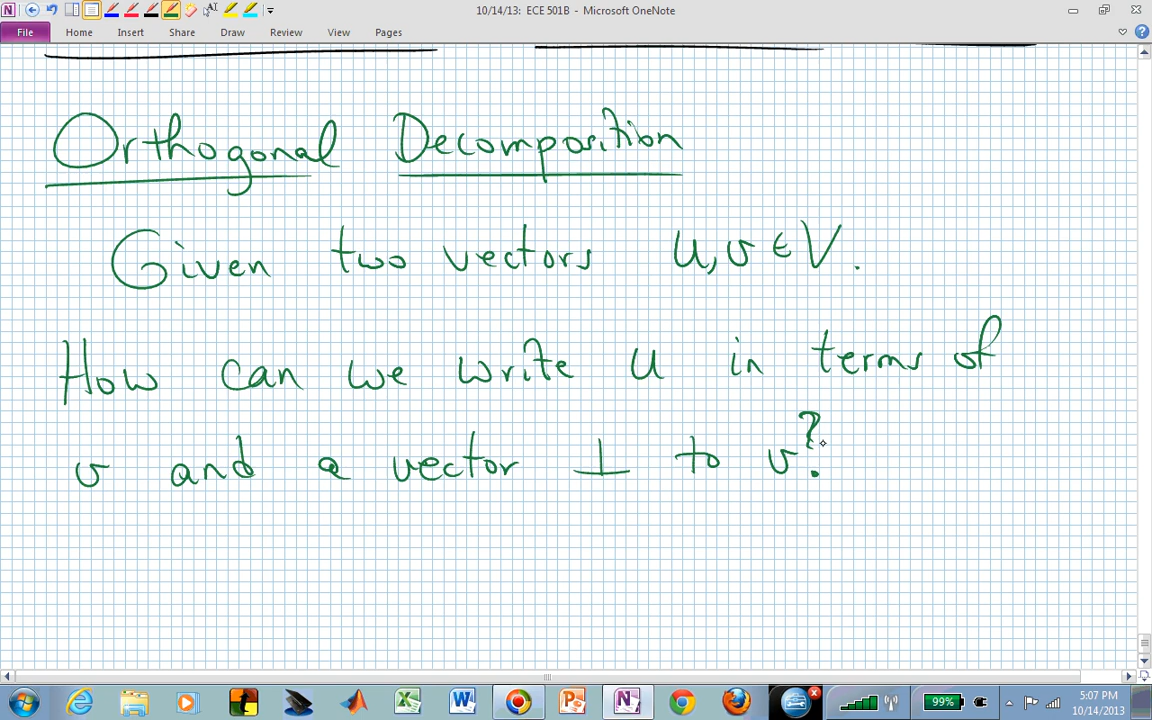 10/14/13: ECE 501B - Microsoft OneNote
File Home Insert Share Draw Review View Pages
Orthogonal Decomposition
Given two vectors u, v ∈ V.
How can we write u in terms of
v and a vector ⊥ to v?
99%
5:07 PM
10/14/2013